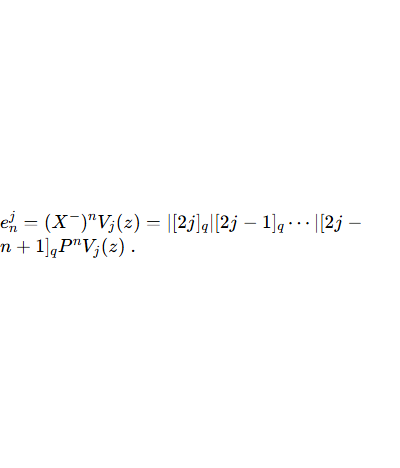 $e_n^j = (X^-)^n V_j(z) = |[2j]_q|[2j-1]_q \cdots |[2j-$
$n+1]_q P^n V_j(z)\ .$